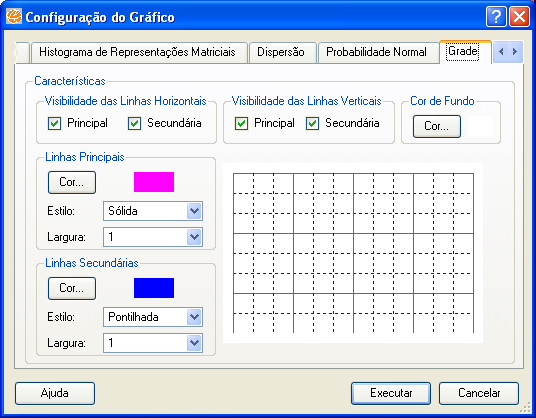 Configuração do Gráfico
Histograma de Representações Matriciais
Dispersão
Probabilidade Normal
Grade
Características
Visibilidade das Linhas Horizontais
Principal
Secundária
Visibilidade das Linhas Verticais
Principal
Secundária
Cor de Fundo
Cor...
Linhas Principais
Cor...
Estilo: Sólida
Largura: 1
Linhas Secundárias
Cor...
Estilo: Pontilhada
Largura: 1
Ajuda
Executar
Cancelar